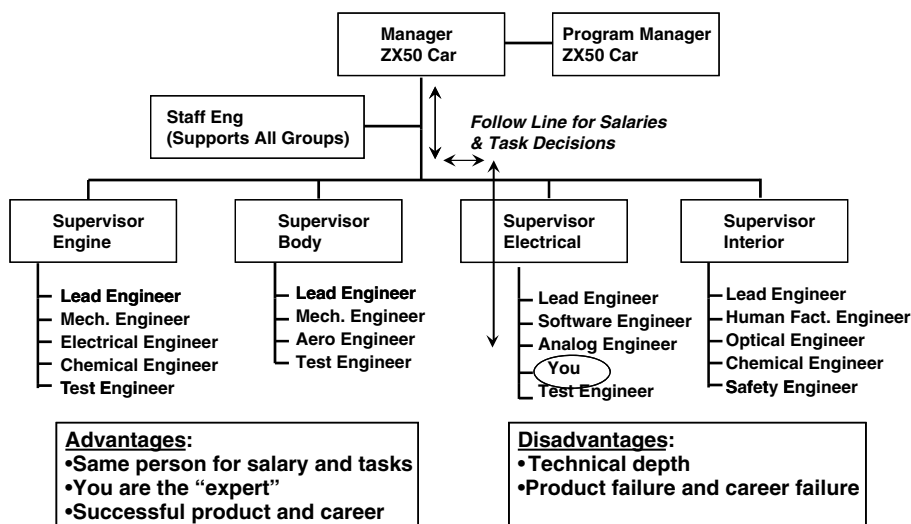 Manager
ZX50 Car
Program Manager
ZX50 Car
Staff Eng
(Supports All Groups)
Follow Line for Salaries
& Task Decisions
Supervisor
Engine
Lead Engineer
Mech. Engineer
Electrical Engineer
Chemical Engineer
Test Engineer
Supervisor
Body
Lead Engineer
Mech. Engineer
Aero Engineer
Test Engineer
Supervisor
Electrical
Lead Engineer
Software Engineer
Analog Engineer
You
Test Engineer
Supervisor
Interior
Lead Engineer
Human Fact. Engineer
Optical Engineer
Chemical Engineer
Safety Engineer
Advantages:
•Same person for salary and tasks
•You are the “expert”
•Successful product and career
Disadvantages:
•Technical depth
•Product failure and career failure